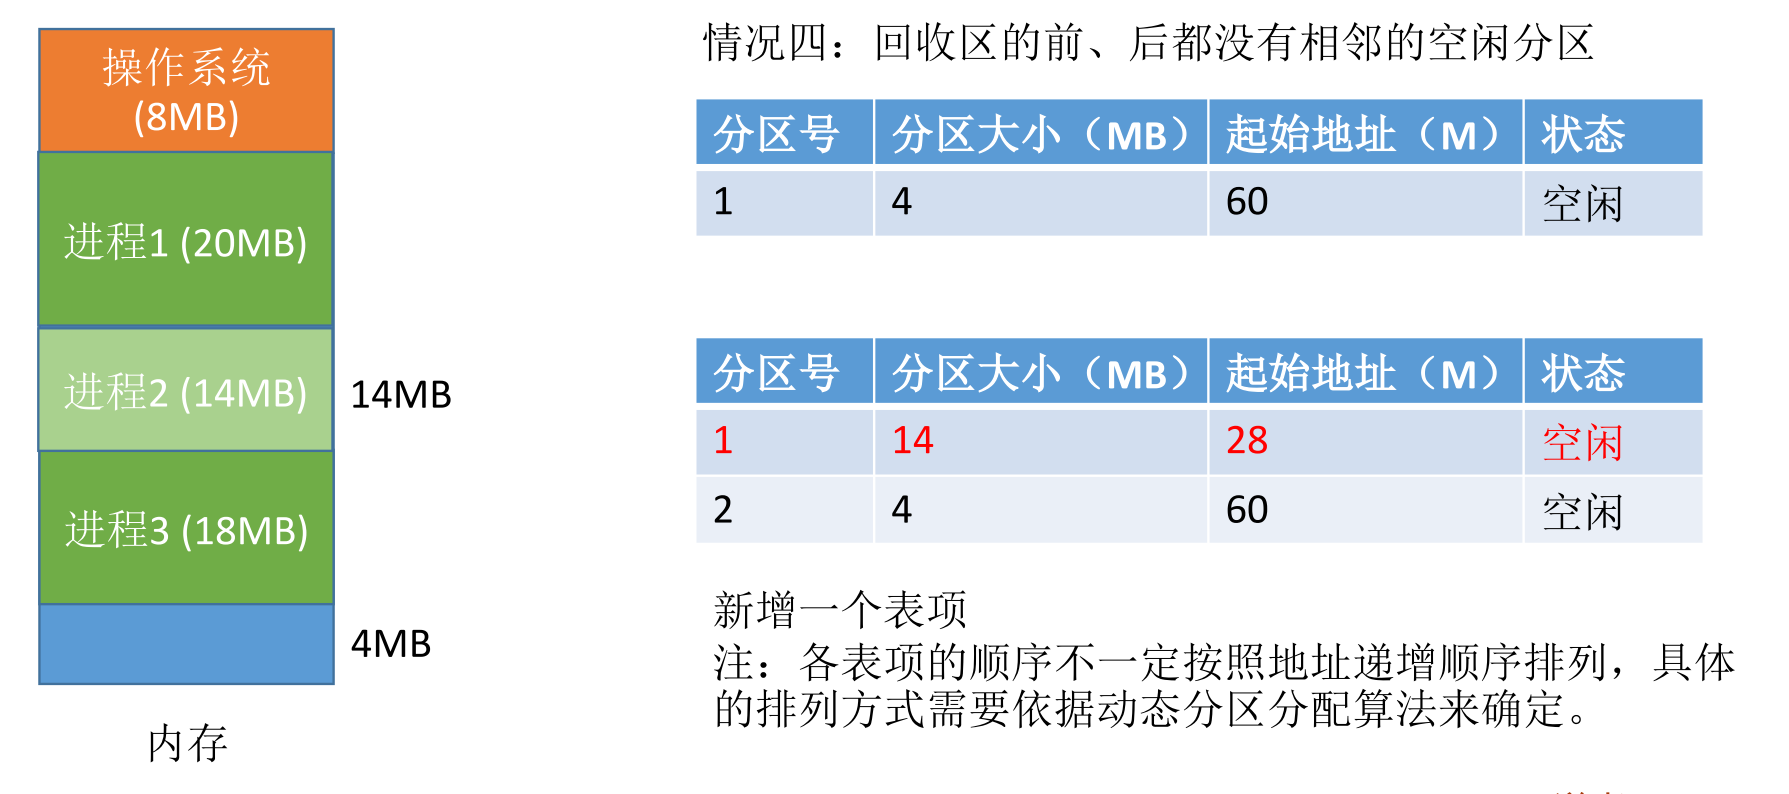 操作系统
(8MB)
进程1 (20MB)
进程2 (14MB)
14MB
进程3 (18MB)
4MB
内存
情况四：回收区的前、后都没有相邻的空闲分区
分区号 分区大小（MB） 起始地址（M） 状态
1 4 60 空闲
分区号 分区大小（MB） 起始地址（M） 状态
1 14 28 空闲
2 4 60 空闲
新增一个表项
注：各表项的顺序不一定按照地址递增顺序排列，具体
的排列方式需要依据动态分区分配算法来确定。